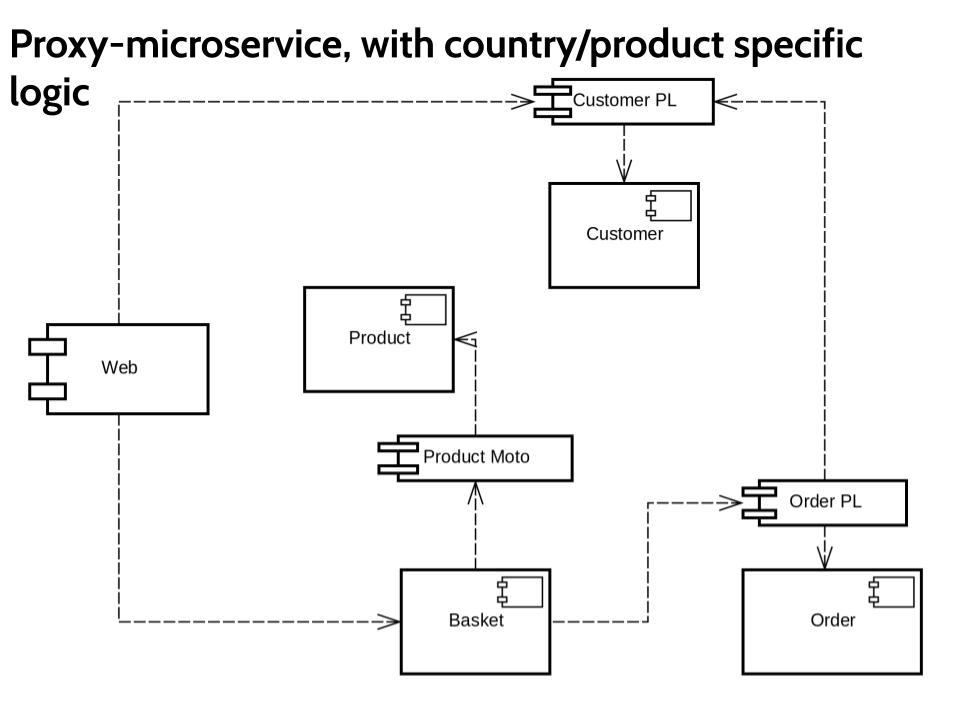 Proxy-microservice, with country/product specific
logic
Customer PL
Customer
Product
Web
Product Moto
Order PL
Basket
Order